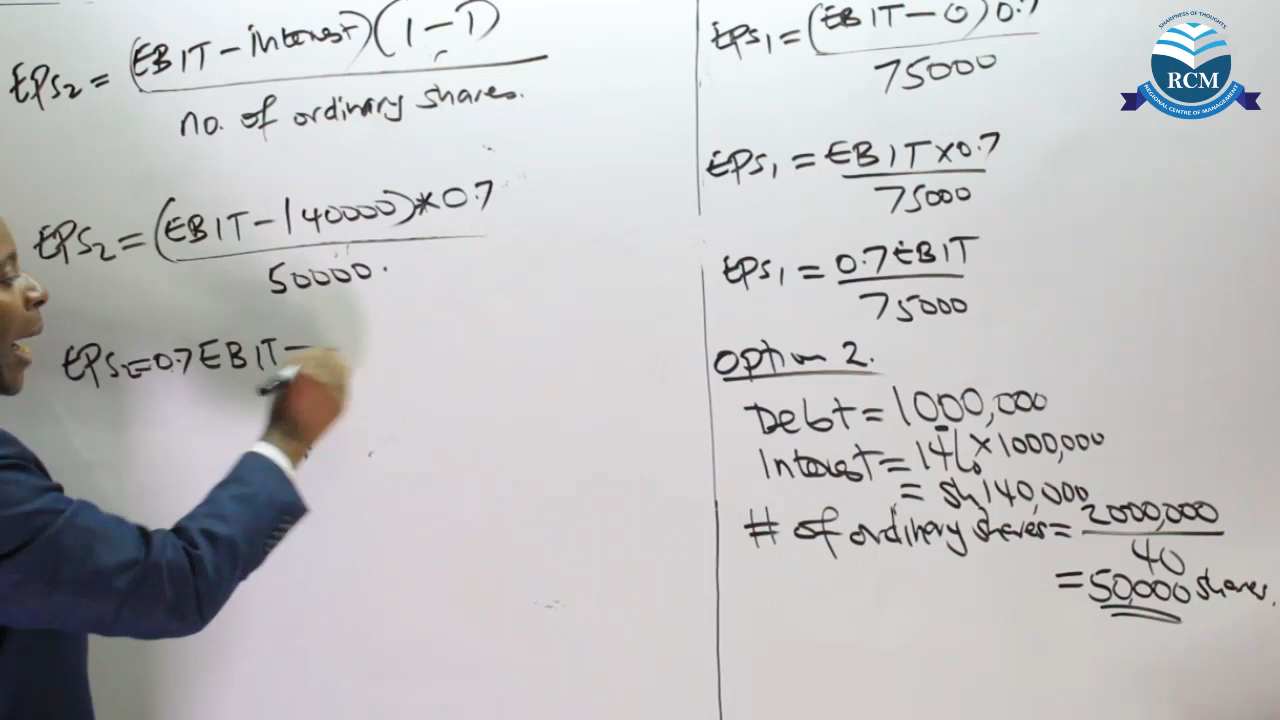 EPS₂ = (EBIT - interest)(1 - T)
no. of ordinary shares.
EPS₂ = (EBIT - 140000) * 0.7
50000.
EPS₂ = 0.7 EBIT -
EPS₁ = (EBIT - 0) 0.7
75000
EPS₁ = EBIT x 0.7
75000
EPS₁ = 0.7 EBIT
75000
Option 2.
Debt = 1000,000
Interest = 14% x 1000,000
= sh 140,000
# of ordinary shares = 2000,000
40
= 50,000 shares.
SHARPNESS OF THOUGHTS
RCM
REGIONAL CENTRE OF MANAGEMENT